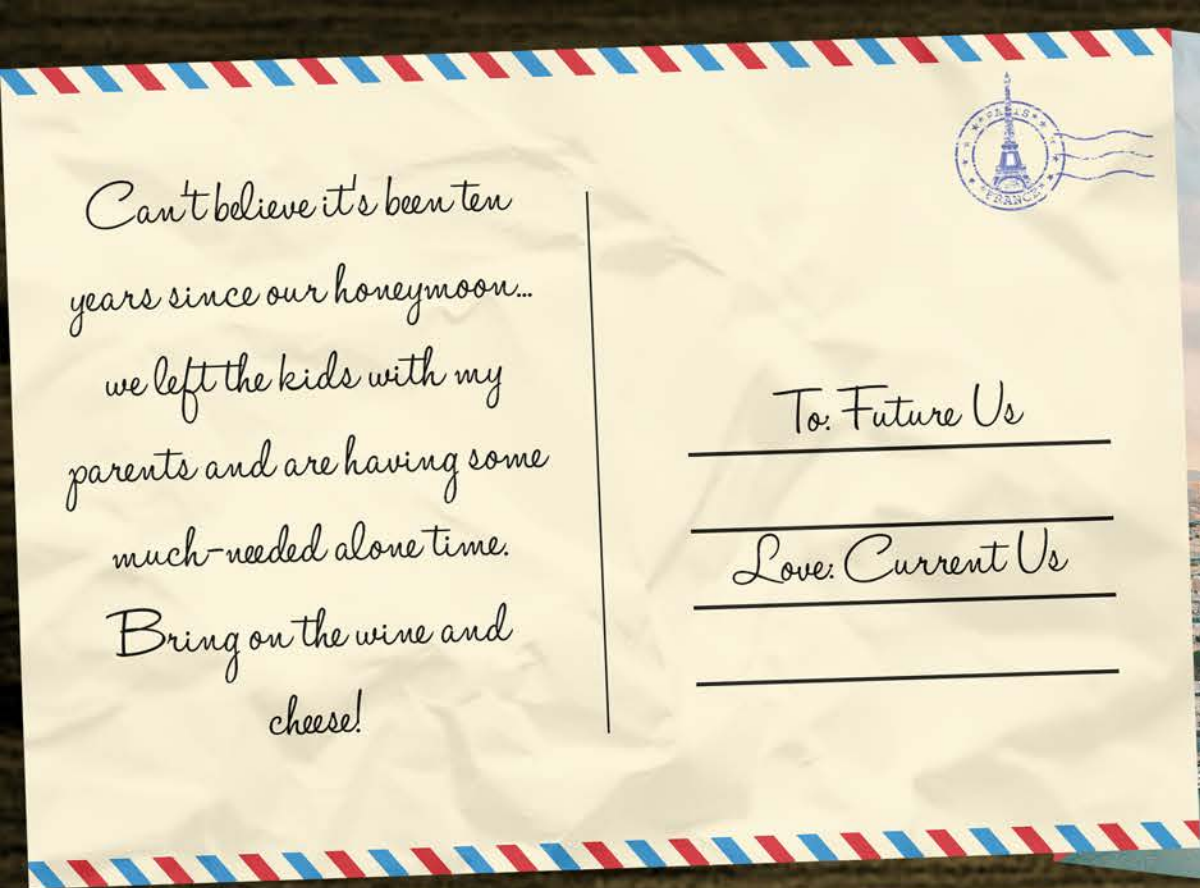 Can't believe it's been ten
years since our honeymoon...
we left the kids with my
parents and are having some
much-needed alone time.
Bring on the wine and
cheese!
PARIS
FRANCE
To: Future Us
Love: Current Us